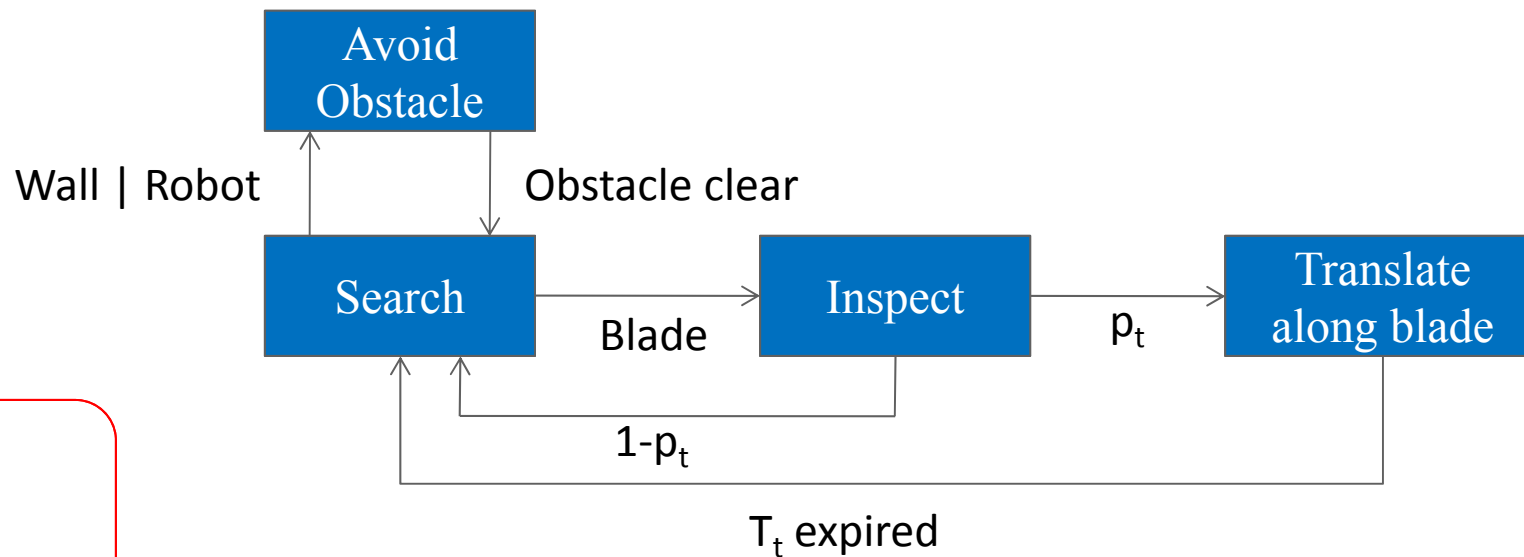 Avoid
Obstacle
Wall | Robot
Obstacle clear
Search
Blade
Inspect
pₜ
Translate
along blade
1-pₜ
Tₜ expired